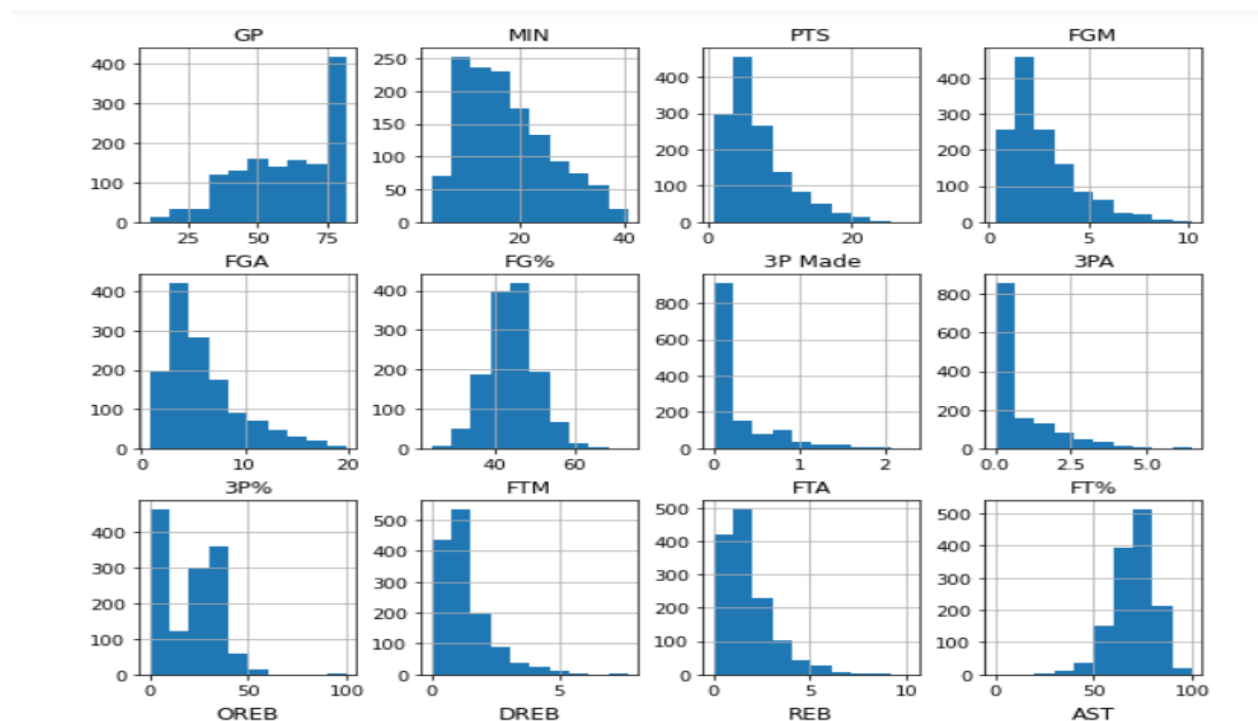 GP MIN PTS FGM
400 250 400 400
300 200 300 300
200 150 200 200
100 100 100 100
0 50 0 0
0
25 50 75 20 40 0 20 0 5 10
FGA FG% 3P Made 3PA
400 400 800 800
300 300 600 600
200 200 400 400
100 100 200 200
0 0 0 0
0 10 20 40 60 0 1 2 0.0 2.5 5.0
3P% FTM FTA FT%
400 500 500 500
300 400 400 400
200 300 300 300
100 200 200 200
0 100 100 100
0 0 0
0 50 100 0 5 0 5 10 0 50 100
OREB DREB REB AST